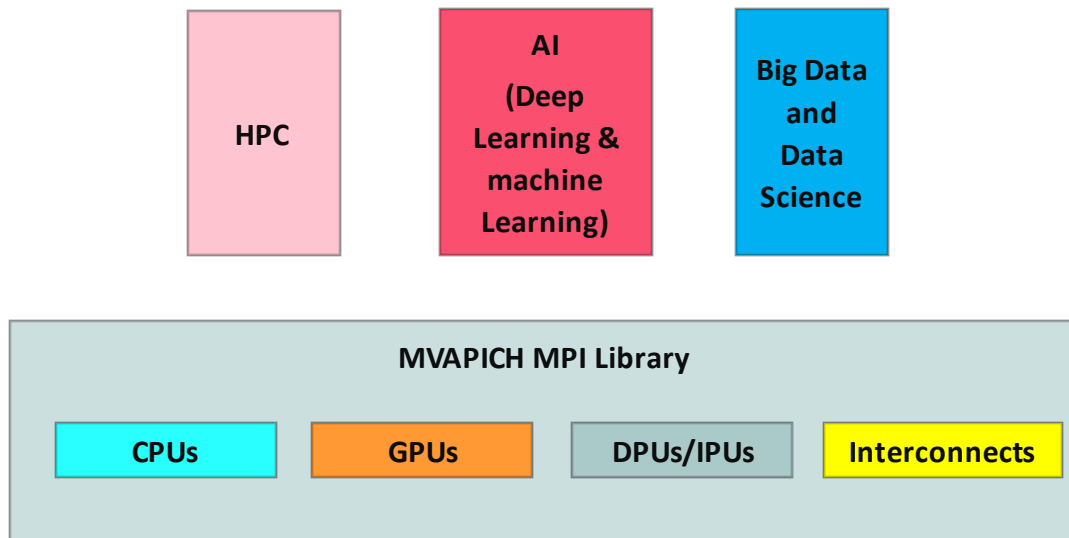 HPC
AI
(Deep
Learning &
machine
Learning)
Big Data
and
Data
Science
MVAPICH MPI Library
CPUs
GPUs
DPUs/IPUs
Interconnects